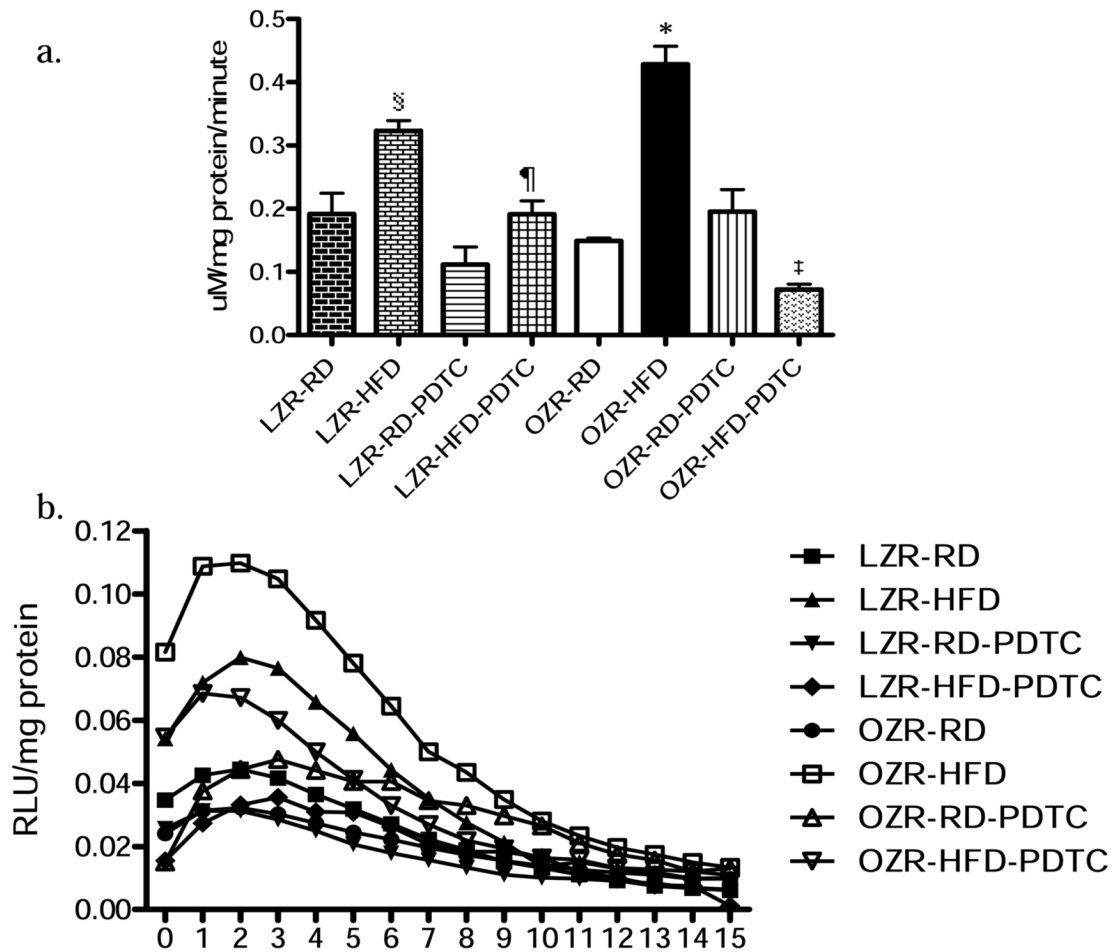 a.
uM/mg protein/minute
0.5
0.4
0.3
0.2
0.1
0.0
§
¶
*
‡
LZR-RD
LZR-HFD
LZR-RD-PDTC
LZR-HFD-PDTC
OZR-RD
OZR-HFD
OZR-RD-PDTC
OZR-HFD-PDTC
b.
RLU/mg protein
0.12
0.10
0.08
0.06
0.04
0.02
0.00
0 1 2 3 4 5 6 7 8 9 10 11 12 13 14 15
LZR-RD
LZR-HFD
LZR-RD-PDTC
LZR-HFD-PDTC
OZR-RD
OZR-HFD
OZR-RD-PDTC
OZR-HFD-PDTC